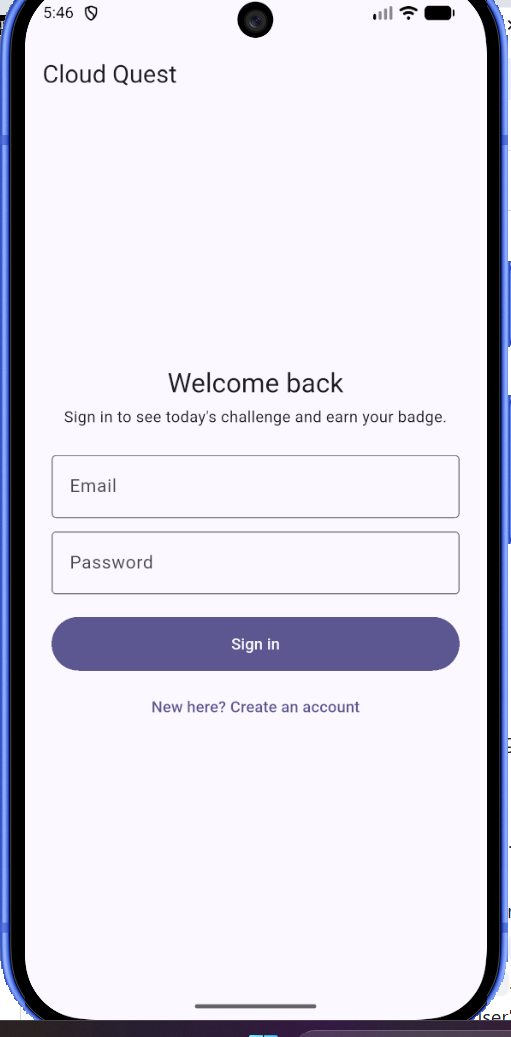 5:46
Cloud Quest
Welcome back
Sign in to see today's challenge and earn your badge.
Email
Password
Sign in
New here? Create an account